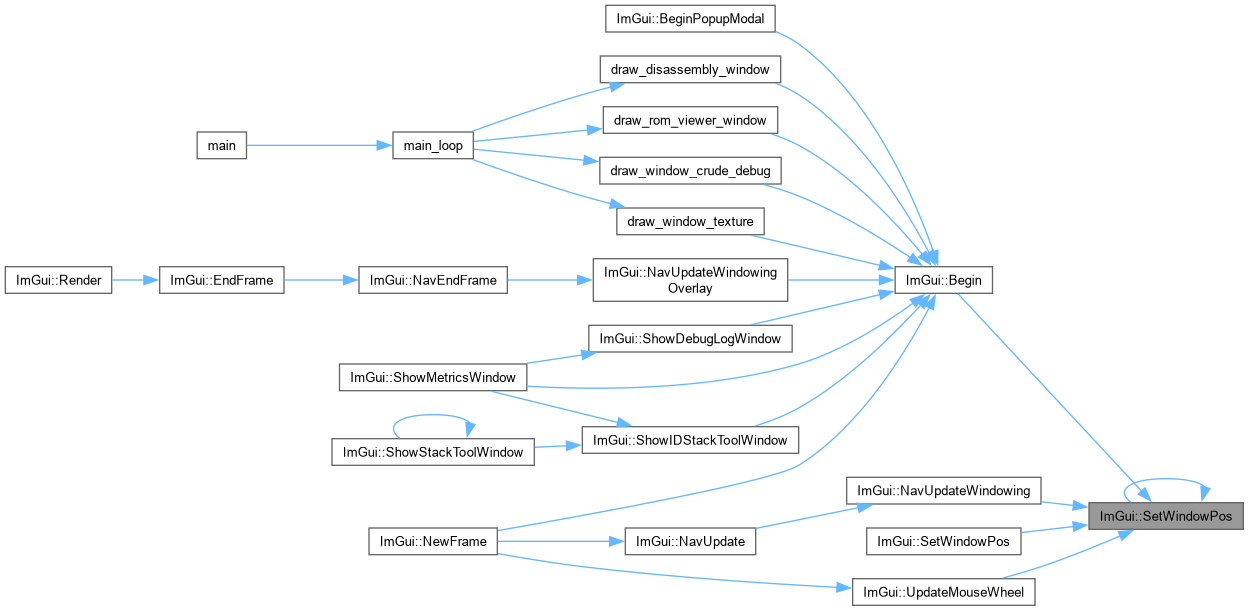 ImGui::BeginPopupModal
draw_disassembly_window
draw_rom_viewer_window
main
main_loop
draw_window_crude_debug
draw_window_texture
ImGui::Render
ImGui::EndFrame
ImGui::NavEndFrame
ImGui::NavUpdateWindowing
Overlay
ImGui::Begin
ImGui::ShowDebugLogWindow
ImGui::ShowMetricsWindow
ImGui::ShowStackToolWindow
ImGui::ShowIDStackToolWindow
ImGui::NavUpdateWindowing
ImGui::SetWindowPos
ImGui::NewFrame
ImGui::NavUpdate
ImGui::SetWindowPos
ImGui::UpdateMouseWheel